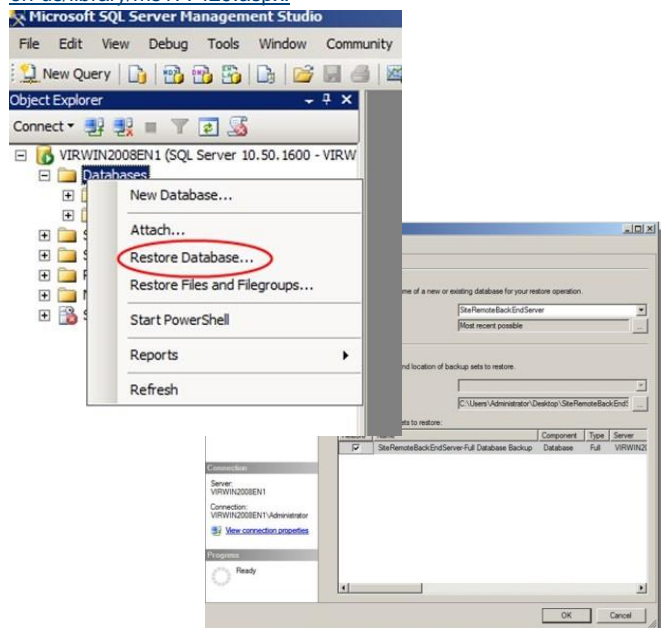 Microsoft SQL Server Management Studio
File Edit View Debug Tools Window Community
New Query
Object Explorer
Connect
VIRWIN2008EN1 (SQL Server 10.50.1600 - VIRW
Databases
New Database...
Attach...
Restore Database...
Restore Files and Filegroups...
Start PowerShell
Reports
Refresh
me of a new or existing database for your restore operation.
SiteRemoteBackEndServer
Most recent possible
...
nd location of backup sets to restore.
C:\Users\Administrator\Desktop\SiteRemoteBackEndS
...
ets to restore:
Component Type Server
SiteRemoteBackEndServer-Full Database Backup Database Full VIRWIN20
Connection
Server:
VIRWIN2008EN1
Connection:
VIRWIN2008EN1\Administrator
View connection properties
Progress
Ready
OK Cancel